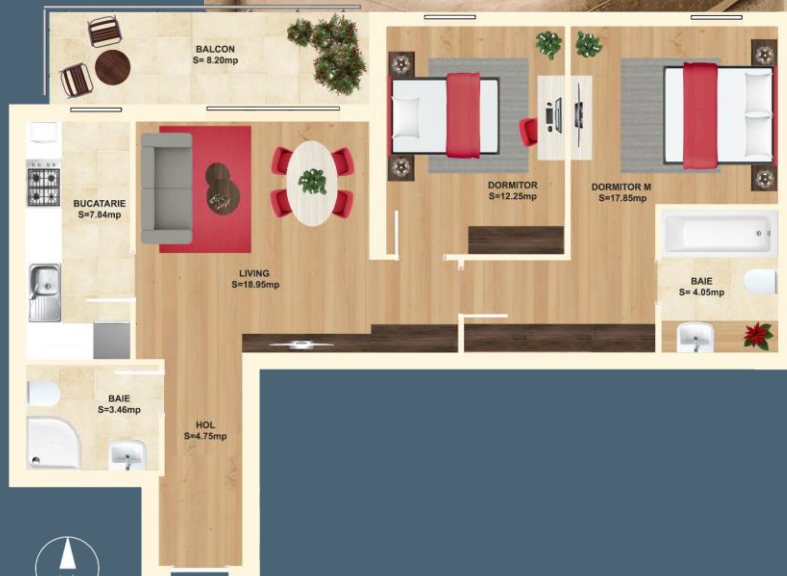 BALCON
S= 8.20mp
BUCATARIE
S=7.84mp
DORMITOR
S=12.25mp
DORMITOR M
S=17.85mp
LIVING
S=18.95mp
BAIE
S= 4.05mp
BAIE
S=3.46mp
HOL
S=4.75mp